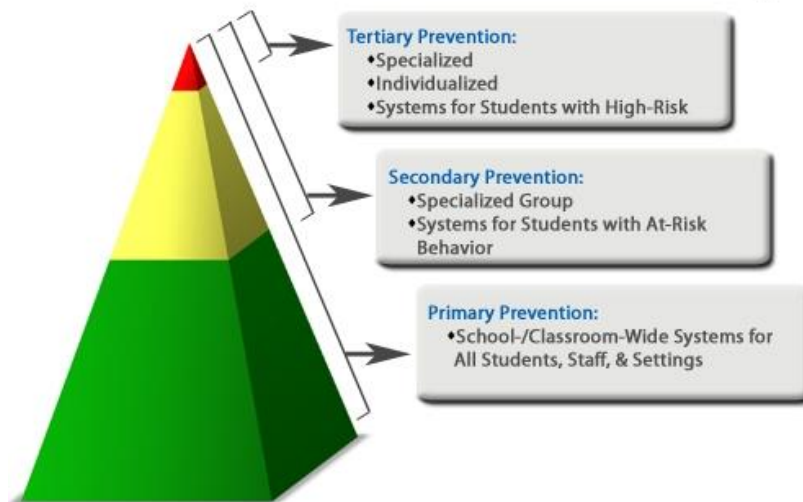 Tertiary Prevention:
♦Specialized
♦Individualized
♦Systems for Students with High-Risk
Secondary Prevention:
♦Specialized Group
♦Systems for Students with At-Risk
Behavior
Primary Prevention:
♦School-/Classroom-Wide Systems for
All Students, Staff, & Settings